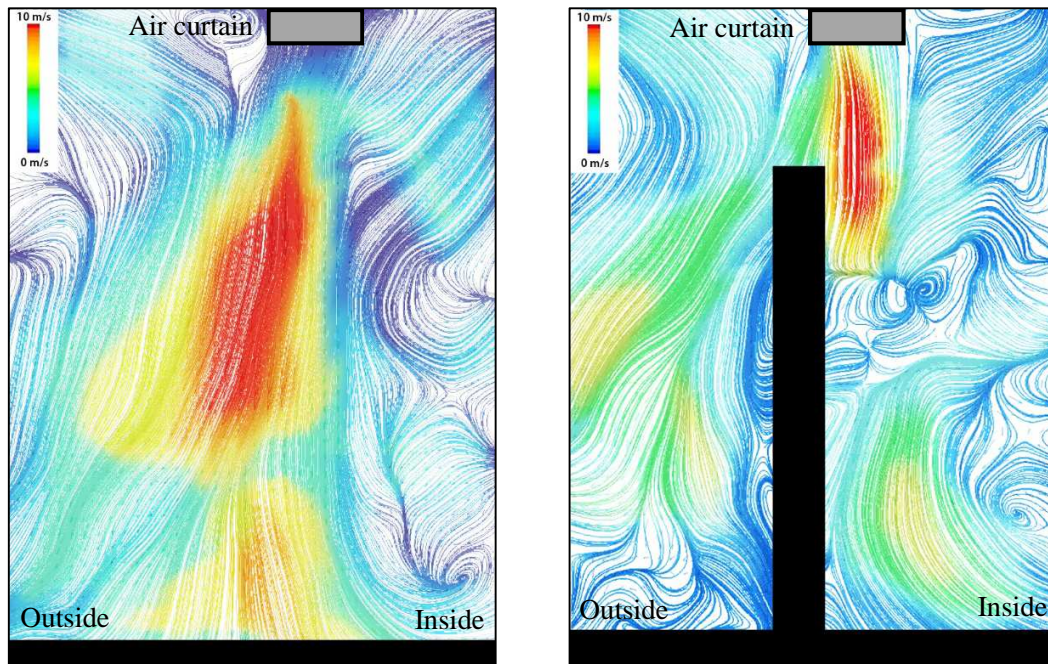 10 m/s
Air curtain
0 m/s
Outside
Inside
10 m/s
Air curtain
0 m/s
Outside
Inside